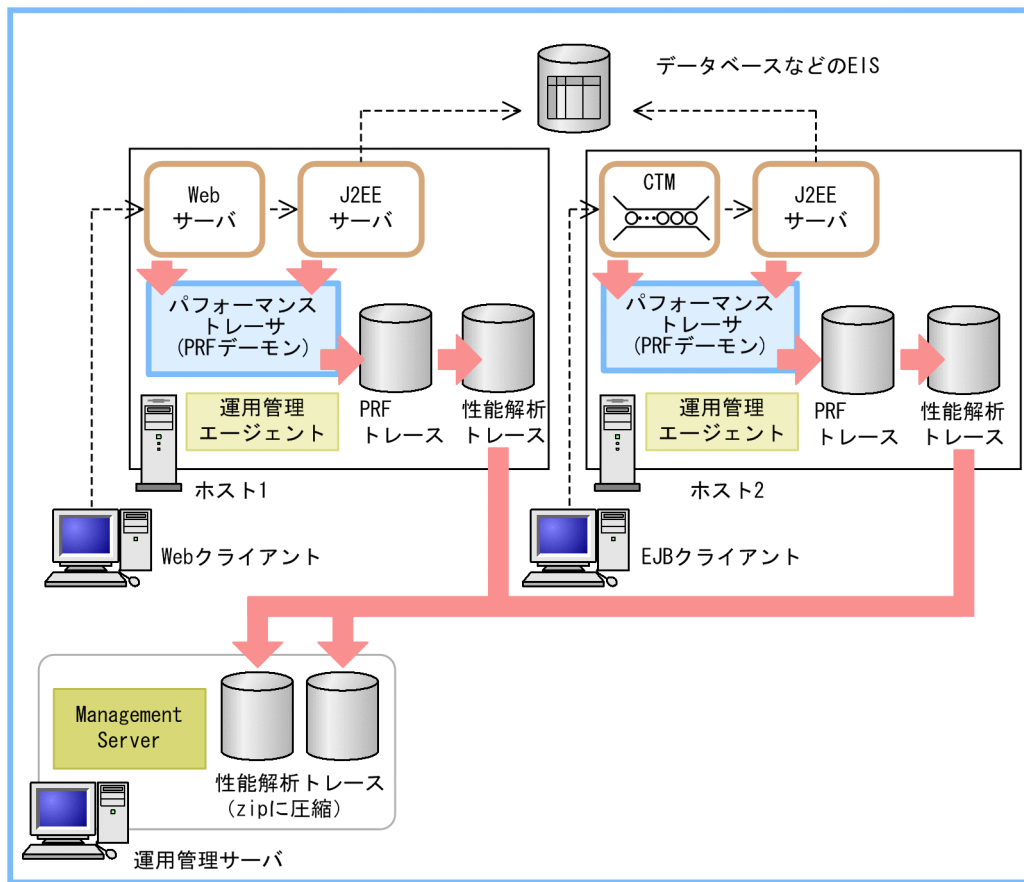 データベースなどのEIS
Web
サーバ
J2EE
サーバ
CTM
J2EE
サーバ
パフォーマンス
トレーサ
(PRFデーモン)
PRF
トレース
性能解析
トレース
運用管理
エージェント
ホスト1
パフォーマンス
トレーサ
(PRFデーモン)
PRF
トレース
性能解析
トレース
運用管理
エージェント
ホスト2
Webクライアント
EJBクライアント
Management
Server
性能解析トレース
(zipに圧縮)
運用管理サーバ